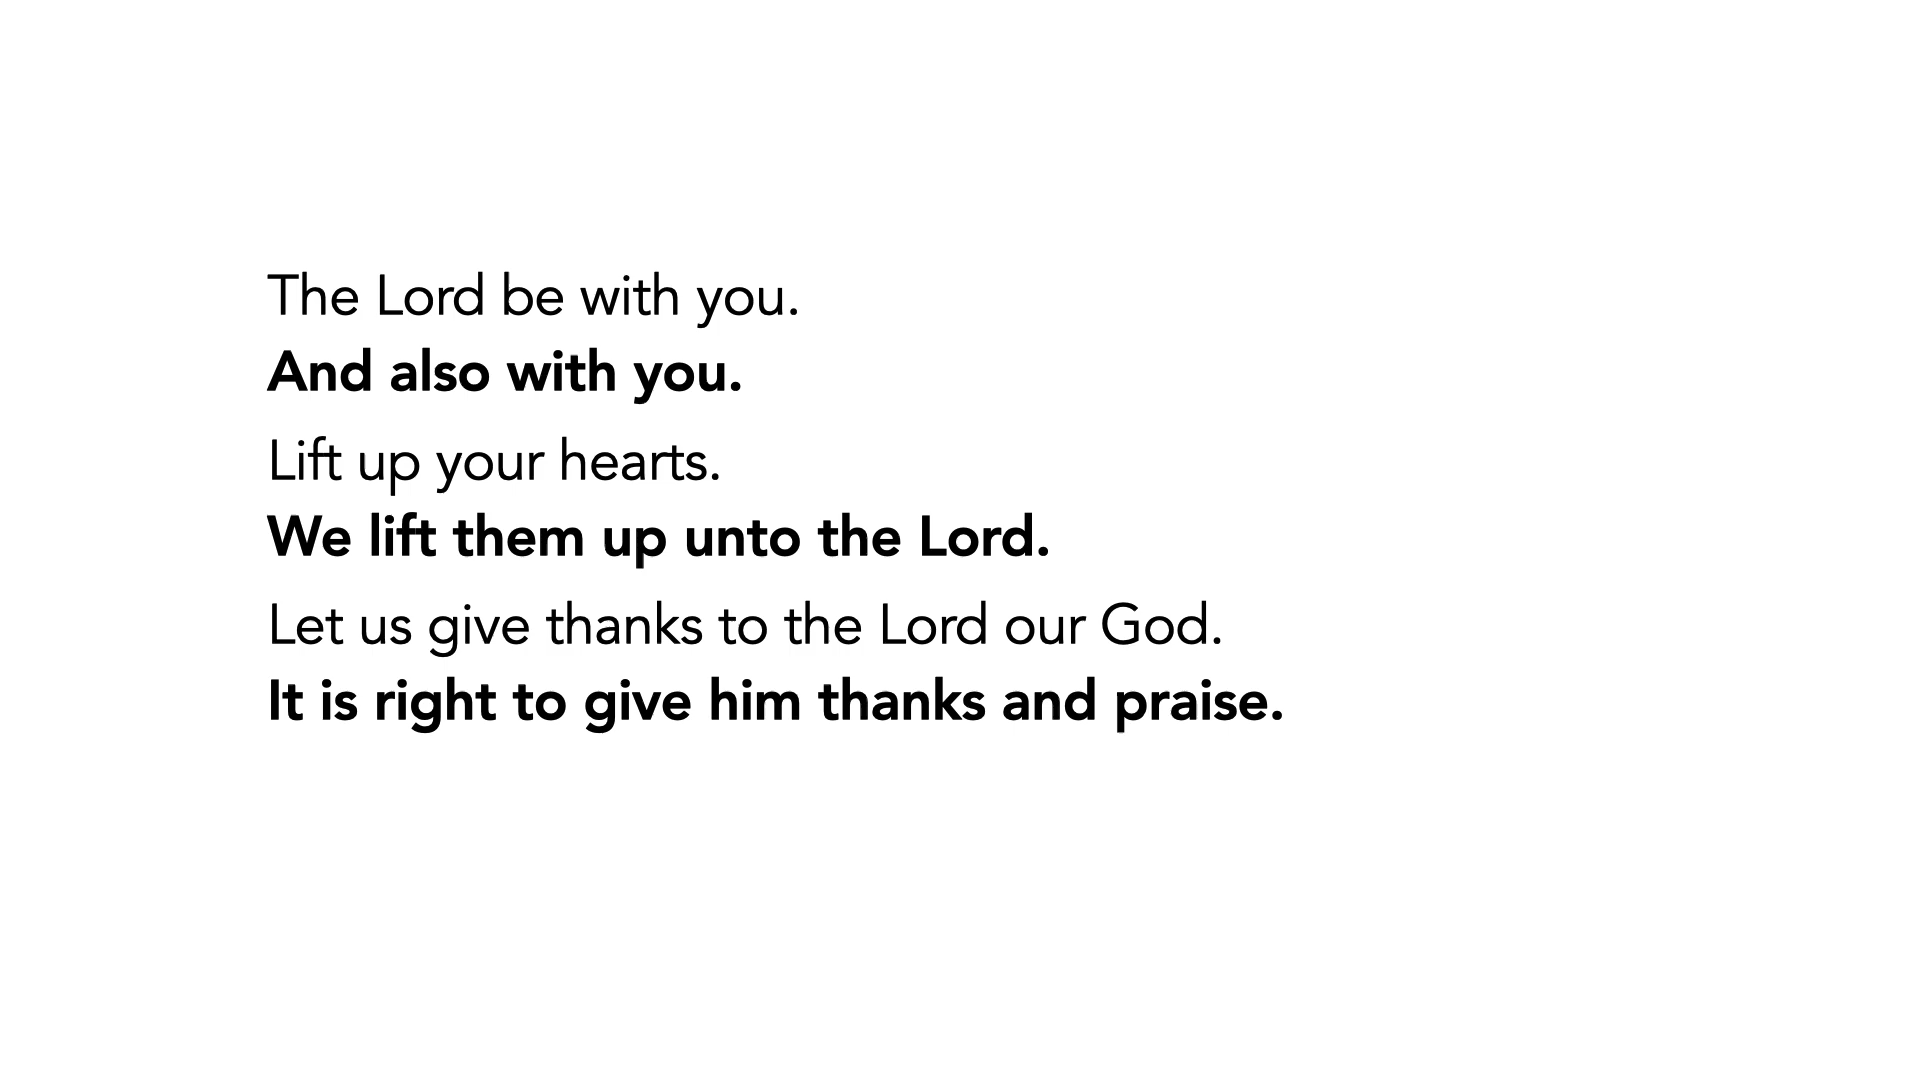 The Lord be with you.
And also with you.
Lift up your hearts.
We lift them up unto the Lord.
Let us give thanks to the Lord our God.
It is right to give him thanks and praise.